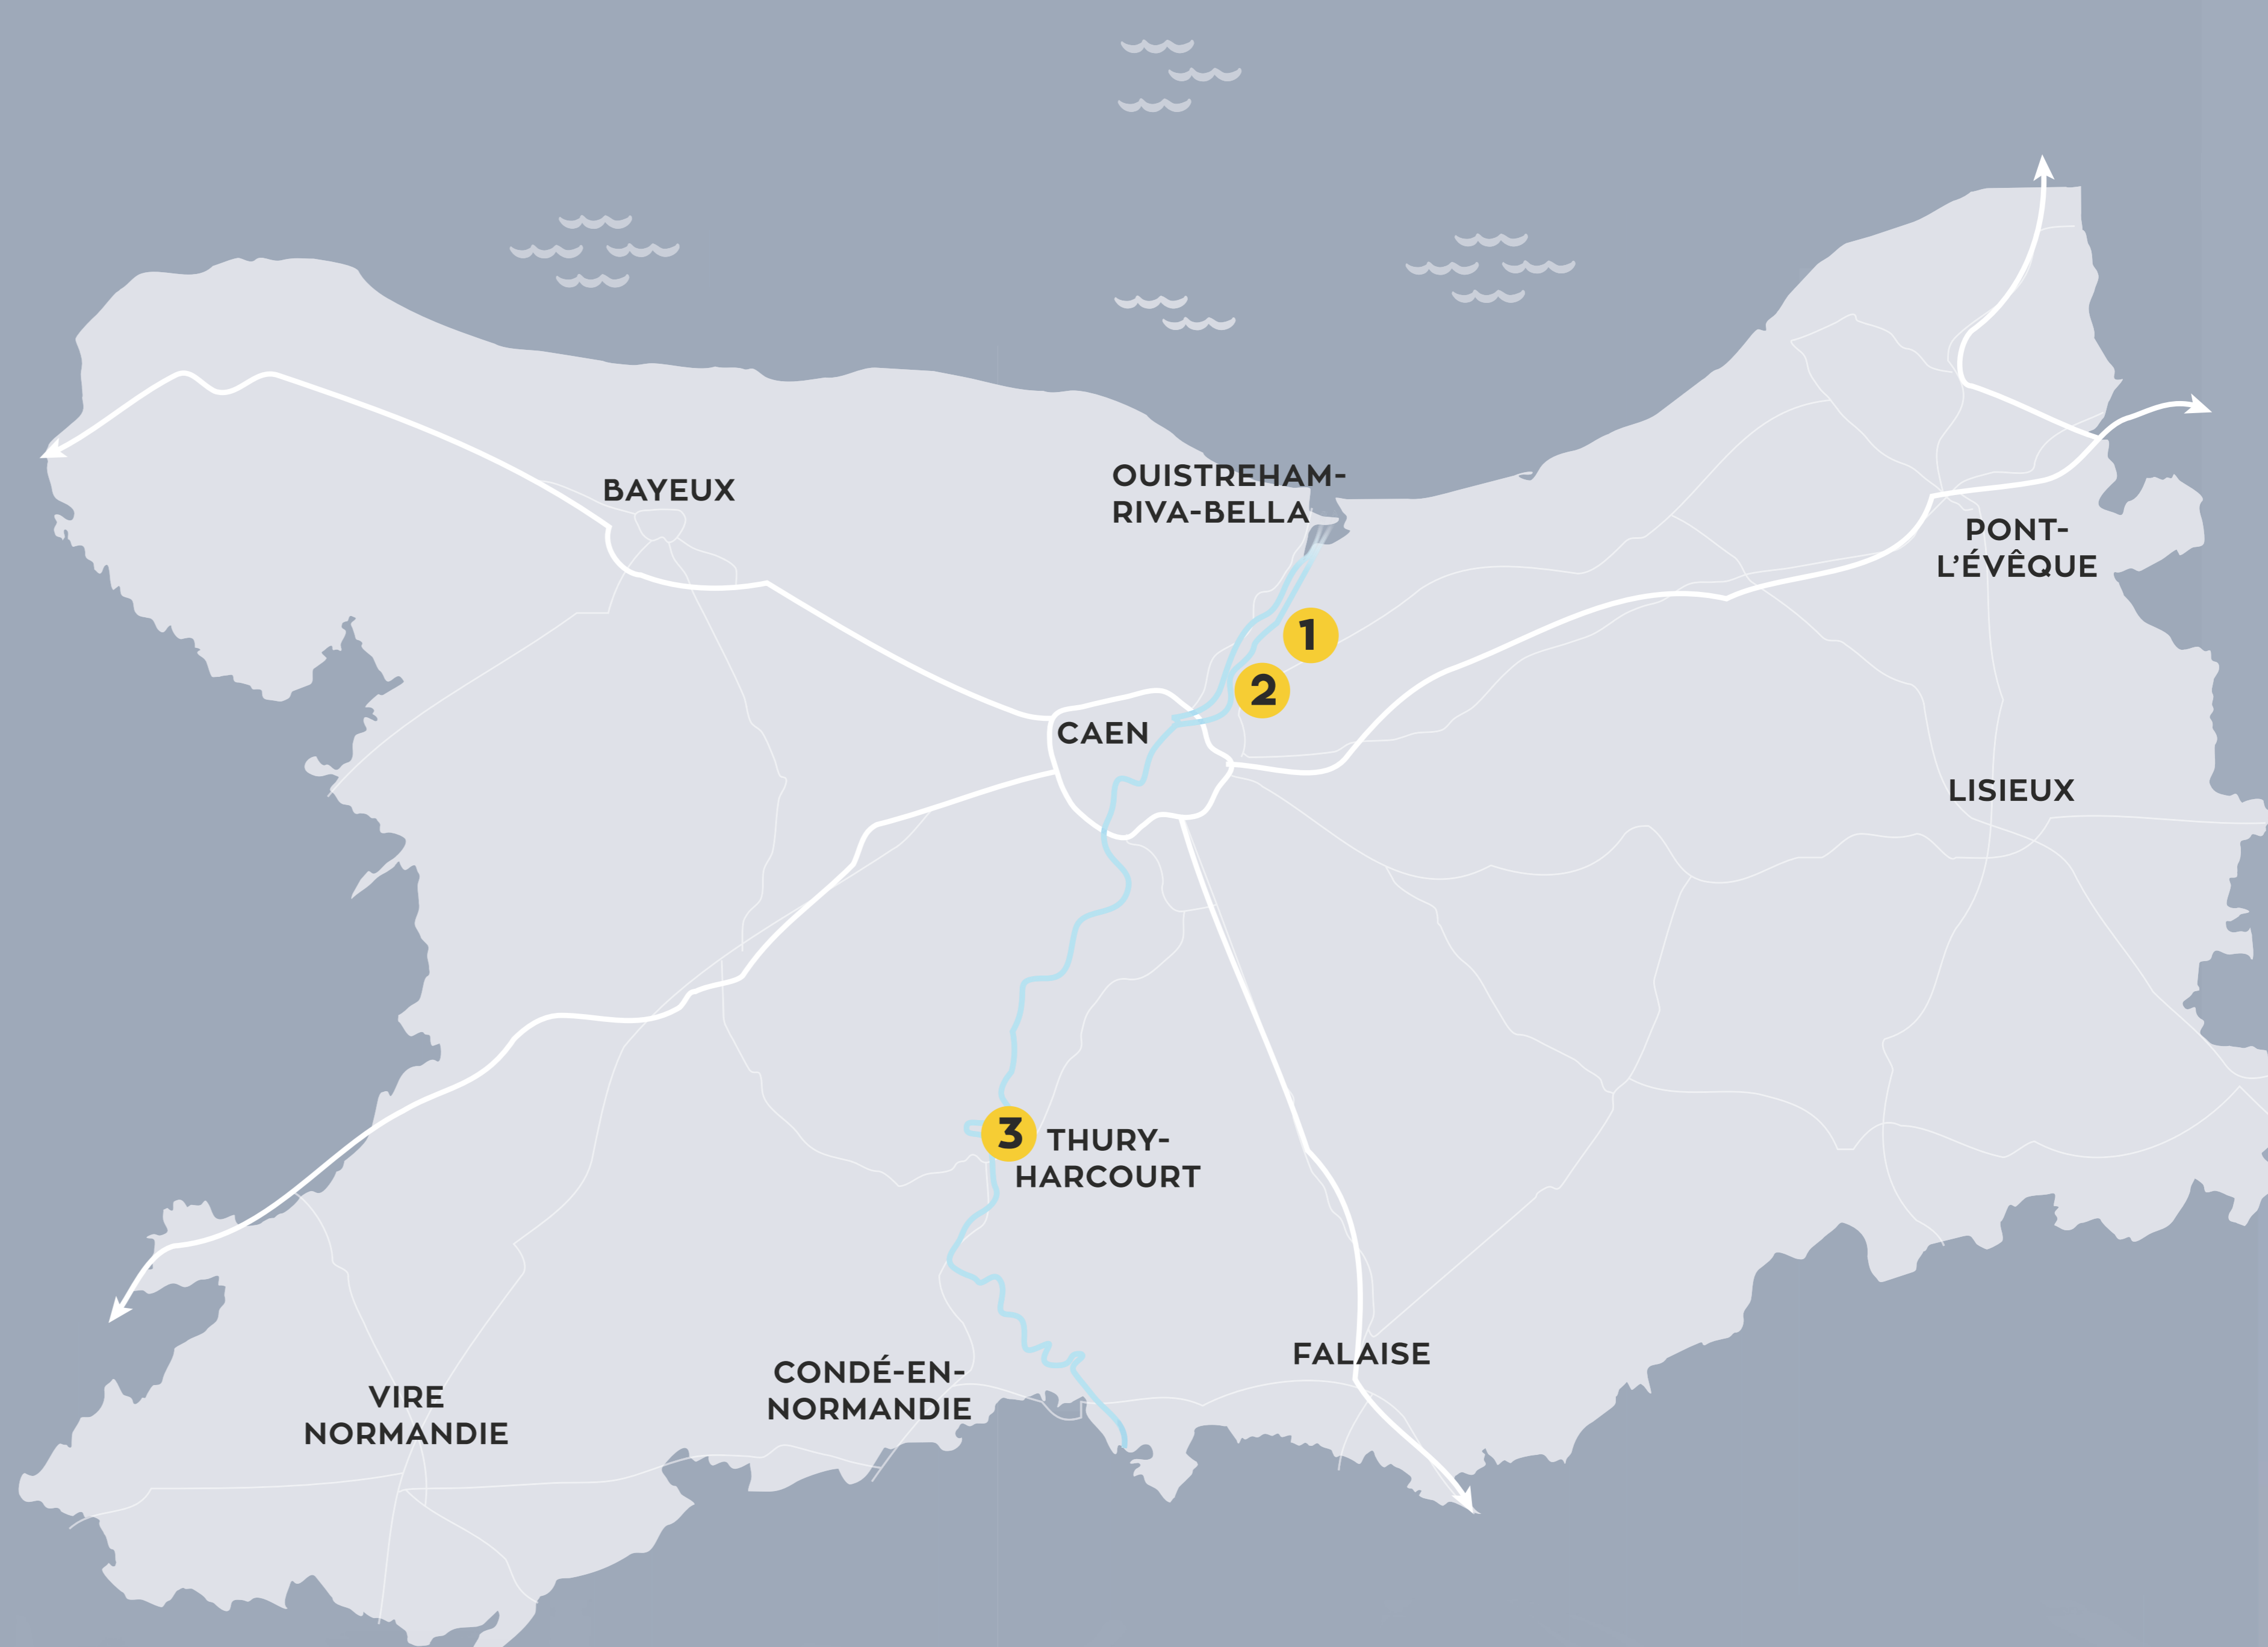 BAYEUX
OUISTREHAM-
RIVA-BELLA
PONT-
L'ÉVÊQUE
1
2
CAEN
LISIEUX
3
THURY-
HARCOURT
FALAISE
CONDÉ-EN-
NORMANDIE
VIRE
NORMANDIE